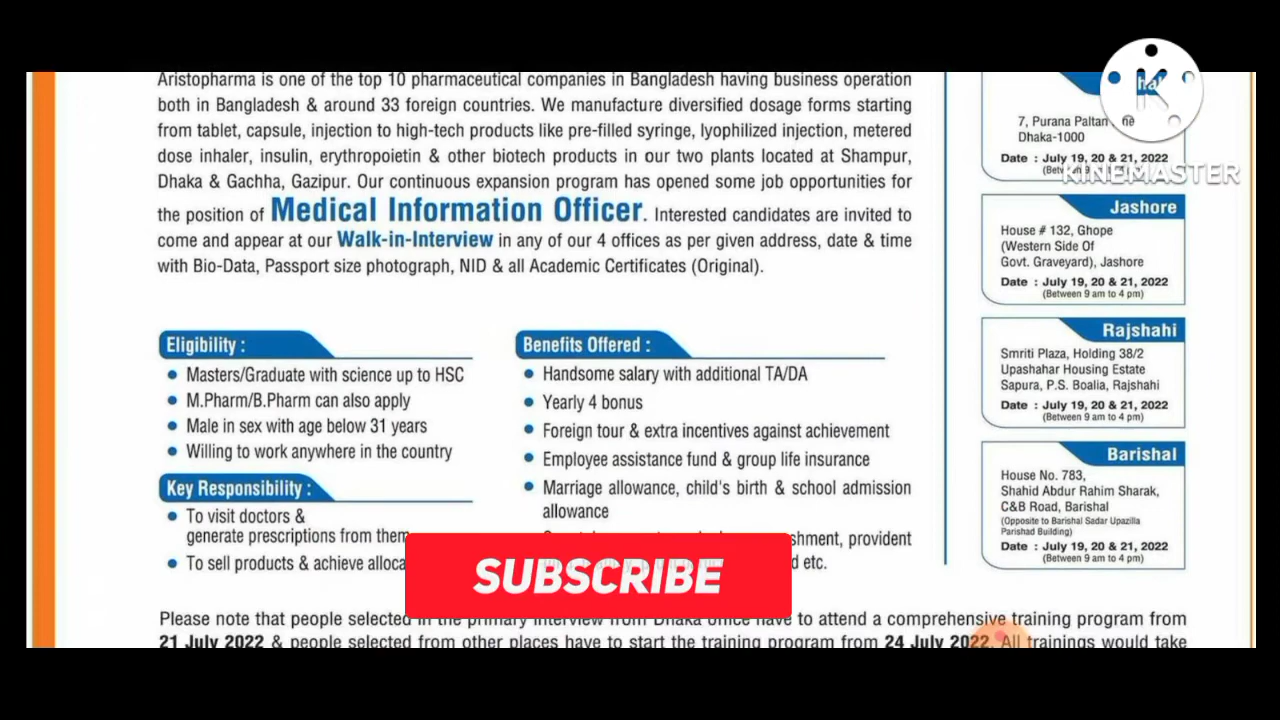 Aristopharma is one of the top 10 pharmaceutical companies in Bangladesh having business operation
both in Bangladesh & around 33 foreign countries. We manufacture diversified dosage forms starting
from tablet, capsule, injection to high-tech products like pre-filled syringe, lyophilized injection, metered
dose inhaler, insulin, erythropoietin & other biotech products in our two plants located at Shampur,
Dhaka & Gachha, Gazipur. Our continuous expansion program has opened some job opportunities for
the position of Medical Information Officer. Interested candidates are invited to
come and appear at our Walk-in-Interview in any of our 4 offices as per given address, date & time
with Bio-Data, Passport size photograph, NID & all Academic Certificates (Original).
Eligibility :
Masters/Graduate with science up to HSC
M.Pharm/B.Pharm can also apply
Male in sex with age below 31 years
Willing to work anywhere in the country
Key Responsibility :
To visit doctors &
generate prescriptions from them
To sell products & achieve
Benefits Offered :
Handsome salary with additional TA/DA
Yearly 4 bonus
Foreign tour & extra incentives against achievement
Employee assistance fund & group life insurance
Marriage allowance, child's birth & school admission
allowance
provident
etc.
SUBSCRIBE
7, Purana Paltan
Dhaka-1000
Date : July 19, 20 & 21, 2022
KINEMASTER
Jashore
House # 132, Ghope
(Western Side Of
Govt. Graveyard), Jashore
Date : July 19, 20 & 21, 2022
(Between 9 am to 4 pm)
Rajshahi
Smriti Plaza, Holding 38/2
Upashahar Housing Estate
Sapura, P.S. Boalia, Rajshahi
Date : July 19, 20 & 21, 2022
(Between 9 am to 4 pm)
Barishal
House No. 783,
Shahid Abdur Rahim Sharak,
C&B Road, Barishal
(Opposite to Barishal Sadar Upazilla
Parishad Building)
Date : July 19, 20 & 21, 2022
(Between 9 am to 4 pm)
Please note that people selected in the primary interview from Dhaka office have to attend a comprehensive training program from
21 July 2022 & people selected from other places have to start the training program from 24 July 2022. All trainings would take